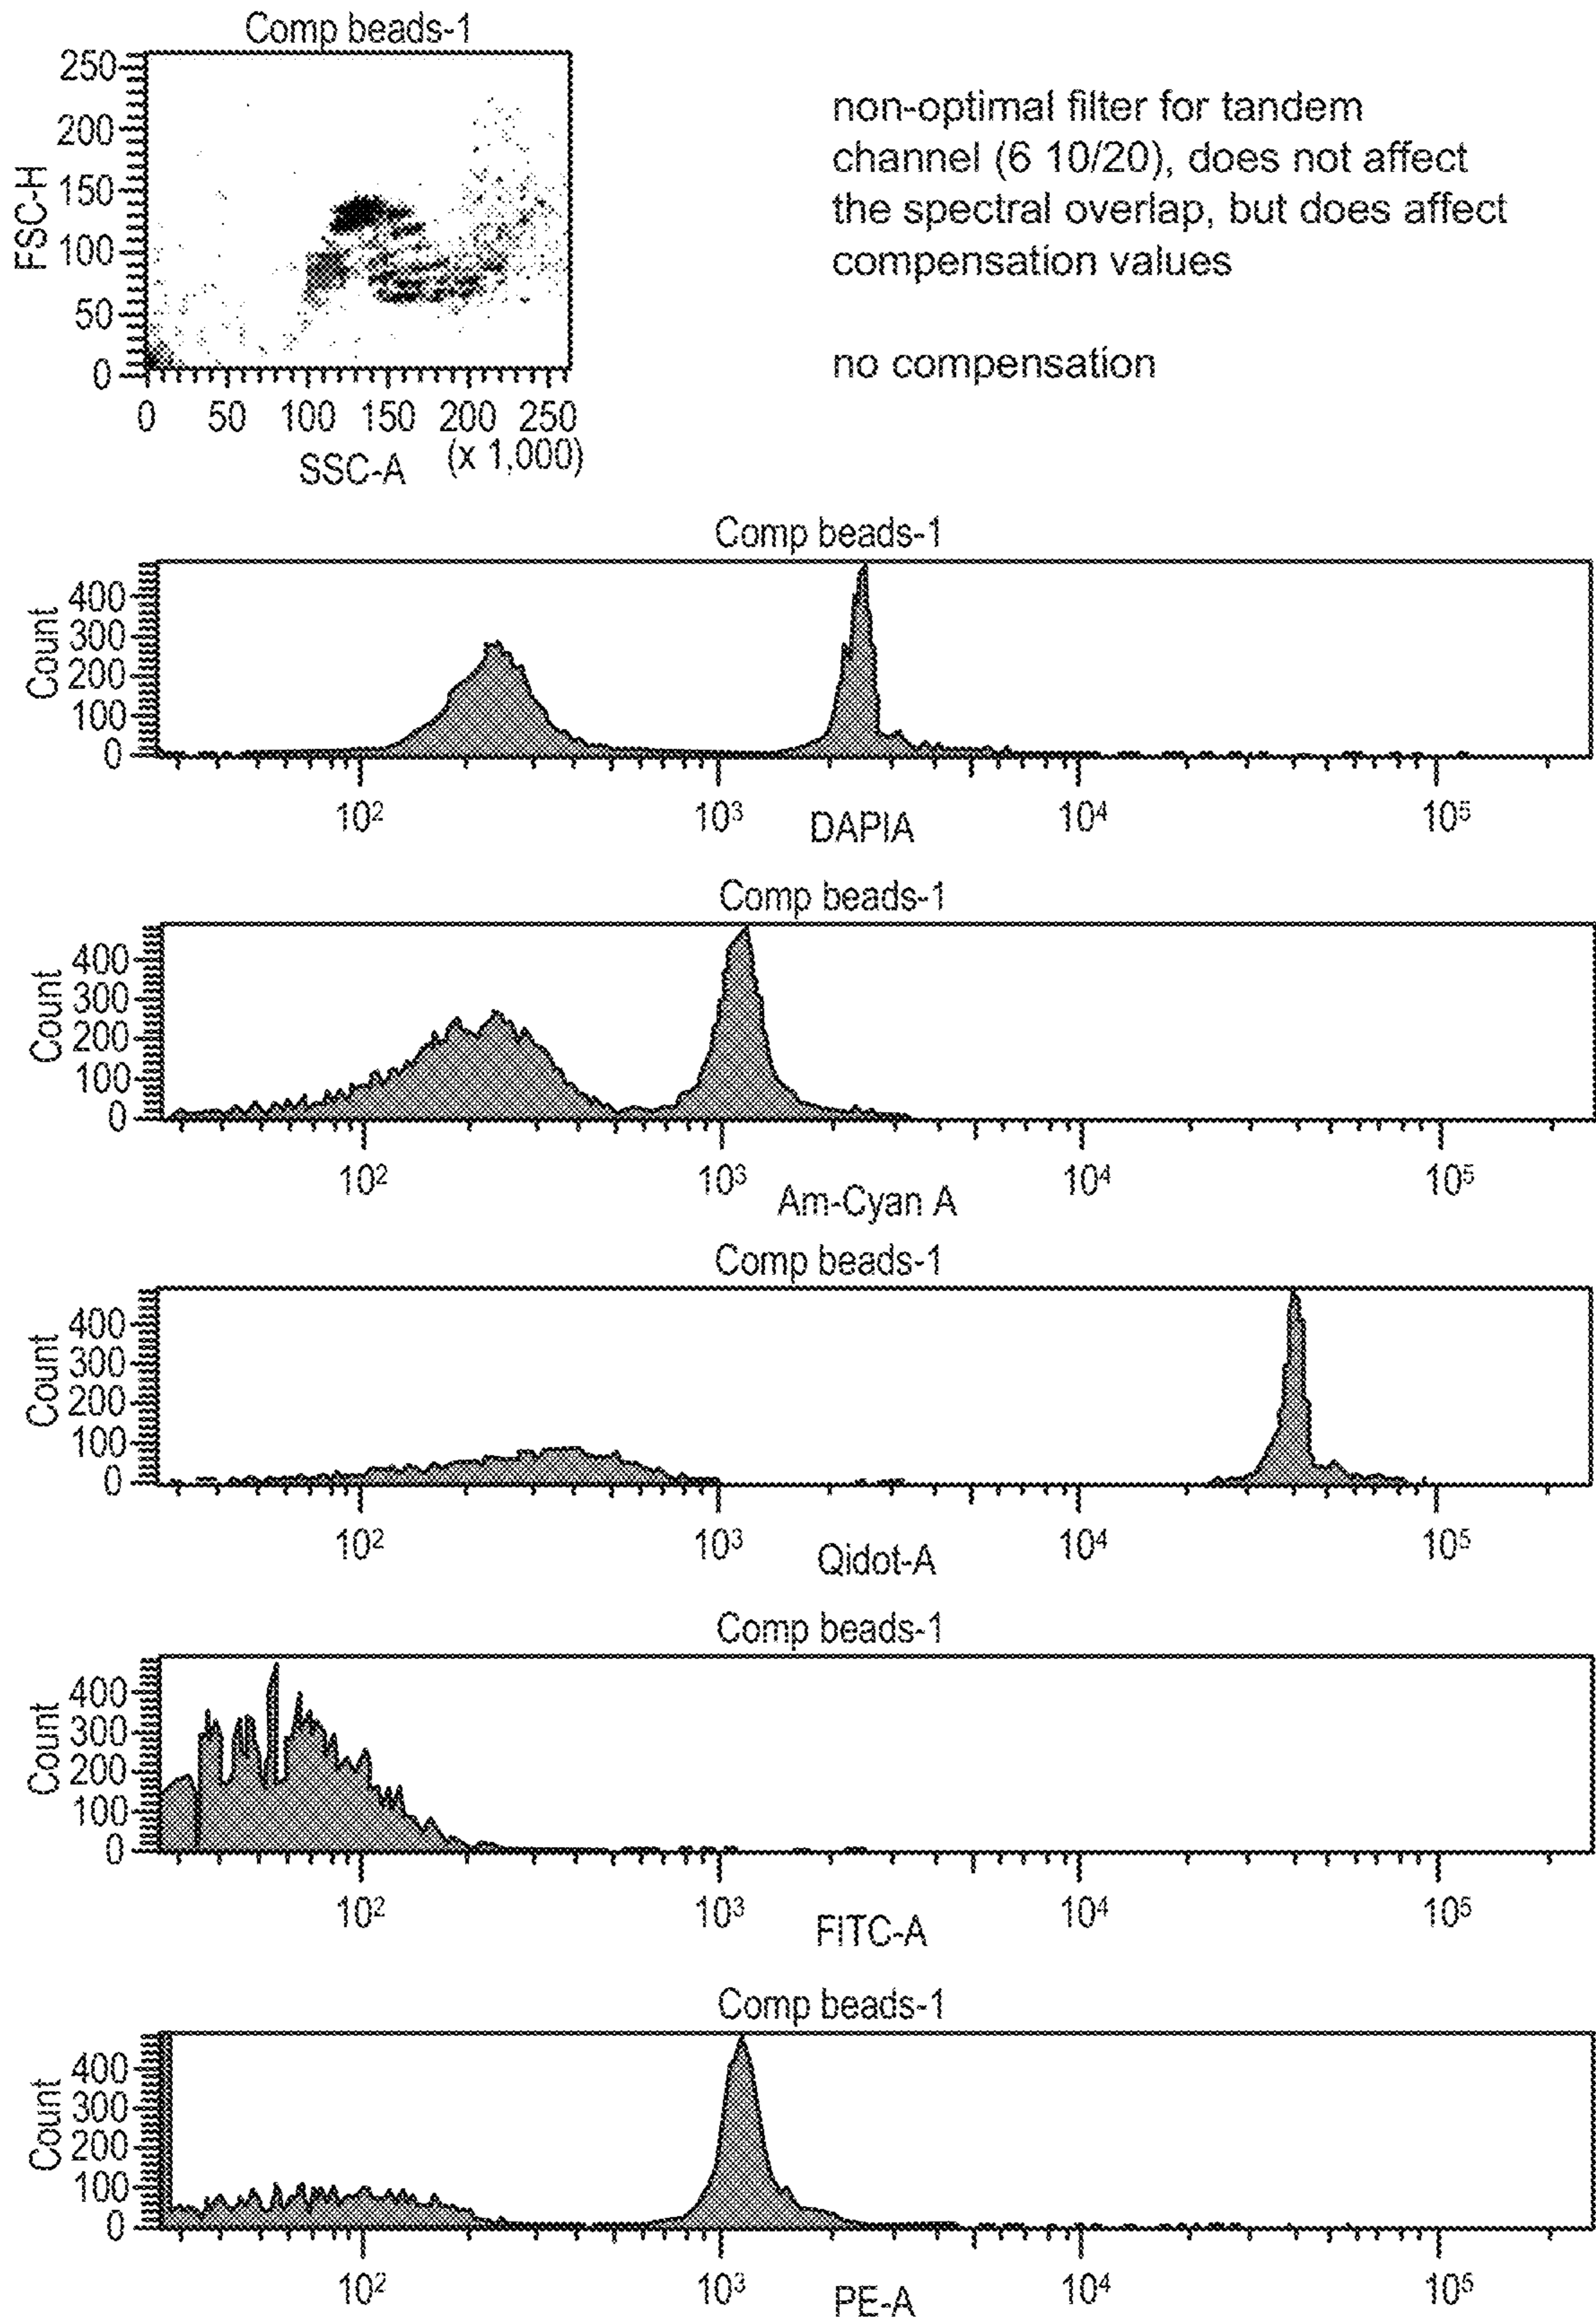 Comp beads-1
250
200
150
100
50
0
FSC-H
0 50 100 150 200 250
SSC-A (x 1,000)
non-optimal filter for tandem
channel (6 10/20), does not affect
the spectral overlap, but does affect
compensation values
no compensation
Comp beads-1
400
300
200
100
0
Count
10² 10³ 10⁴ 10⁵
DAPIA
Comp beads-1
400
300
200
100
0
Count
10² 10³ 10⁴ 10⁵
Am-Cyan A
Comp beads-1
400
300
200
100
0
Count
10² 10³ 10⁴ 10⁵
Qidot-A
Comp beads-1
400
300
200
100
0
Count
10² 10³ 10⁴ 10⁵
FITC-A
Comp beads-1
400
300
200
100
0
Count
10² 10³ 10⁴ 10⁵
PE-A